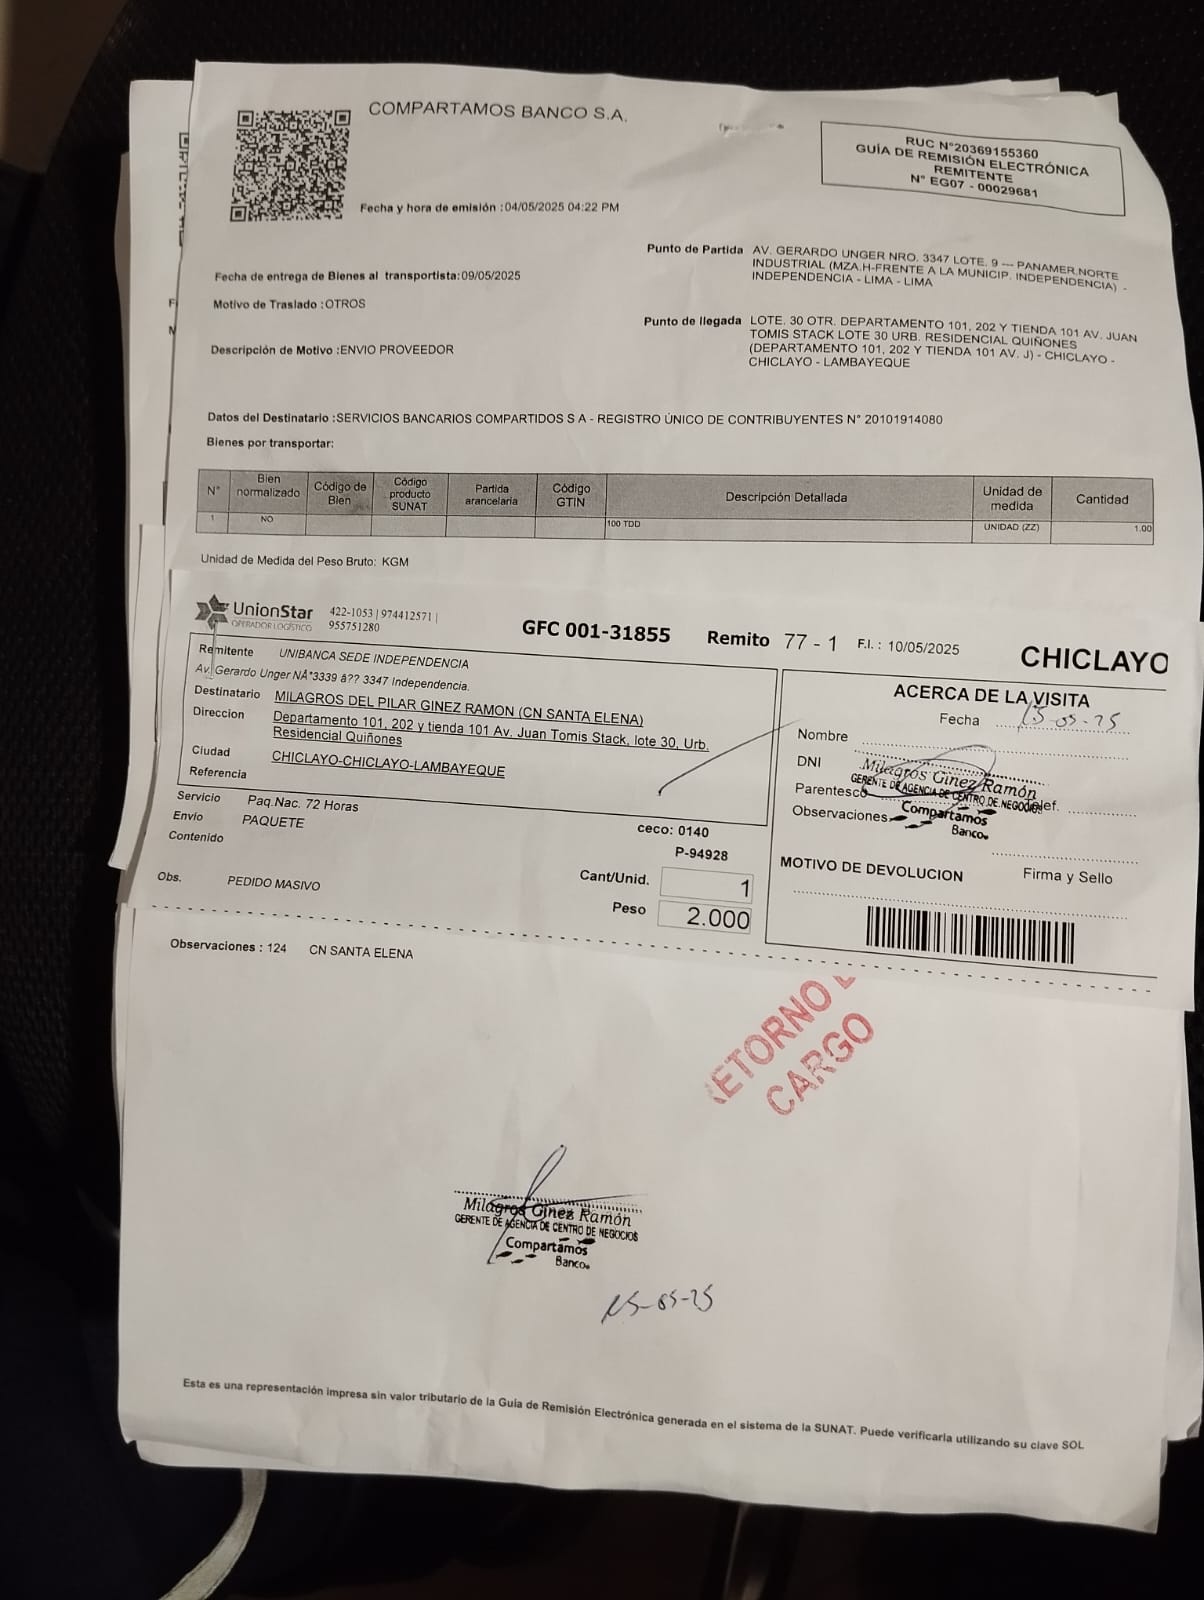 COMPARTAMOS BANCO S.A.
RUC N°20369155360
GUÍA DE REMISIÓN ELECTRÓNICA
REMITENTE
N° EG07 - 00029681
Fecha y hora de emisión :04/05/2025 04:22 PM
Punto de Partida AV. GERARDO UNGER NRO. 3347 LOTE. 9 --- PANAMER.NORTE
INDUSTRIAL (MZA.H-FRENTE A LA MUNICIP. INDEPENDENCIA) -
INDEPENDENCIA - LIMA - LIMA
Fecha de entrega de Bienes al transportista:09/05/2025
Motivo de Traslado :OTROS
Punto de llegada LOTE. 30 OTR. DEPARTAMENTO 101, 202 Y TIENDA 101 AV. JUAN
TOMIS STACK LOTE 30 URB. RESIDENCIAL QUIÑONES
(DEPARTAMENTO 101, 202 Y TIENDA 101 AV. J) - CHICLAYO -
CHICLAYO - LAMBAYEQUE
Descripción de Motivo :ENVIO PROVEEDOR
Datos del Destinatario :SERVICIOS BANCARIOS COMPARTIDOS S A - REGISTRO ÚNICO DE CONTRIBUYENTES N° 20101914080
Bienes por transportar:
N° Bien normalizado Código de Bien Código producto SUNAT Partida arancelaria Código GTIN Descripción Detallada Unidad de medida Cantidad
1 NO 100 TDD UNIDAD (ZZ) 1.00
Unidad de Medida del Peso Bruto: KGM
UnionStar
OPERADOR LOGÍSTICO
422-1053 | 974412571 |
955751280
GFC 001-31855 Remito 77 - 1 F.I. : 10/05/2025 CHICLAYO
Remitente UNIBANCA SEDE INDEPENDENCIA
Av. Gerardo Unger NÂ°3339 â?? 3347 Independencia.
Destinatario MILAGROS DEL PILAR GINEZ RAMON (CN SANTA ELENA)
Direccion Departamento 101, 202 y tienda 101 Av. Juan Tomis Stack, lote 30, Urb.
Residencial Quiñones
Ciudad CHICLAYO-CHICLAYO-LAMBAYEQUE
Referencia
Servicio Paq.Nac. 72 Horas
Envio PAQUETE
Contenido
Obs. PEDIDO MASIVO
ceco: 0140
P-94928
Cant/Unid. 1
Peso 2.000
ACERCA DE LA VISITA
Fecha 15-05-25
Nombre
DNI
Parentesco Telef.
Observaciones
Milagros Ginez Ramón
GERENTE DE AGENCIA DE CENTRO DE NEGOCIOS
Compartamos
Banco
MOTIVO DE DEVOLUCION Firma y Sello
Observaciones : 124 CN SANTA ELENA
RETORNO
CARGO
Milagros Ginez Ramón
GERENTE DE AGENCIA DE CENTRO DE NEGOCIOS
Compartamos
Banco
15-05-25
Esta es una representación impresa sin valor tributario de la Guía de Remisión Electrónica generada en el sistema de la SUNAT. Puede verificarla utilizando su clave SOL